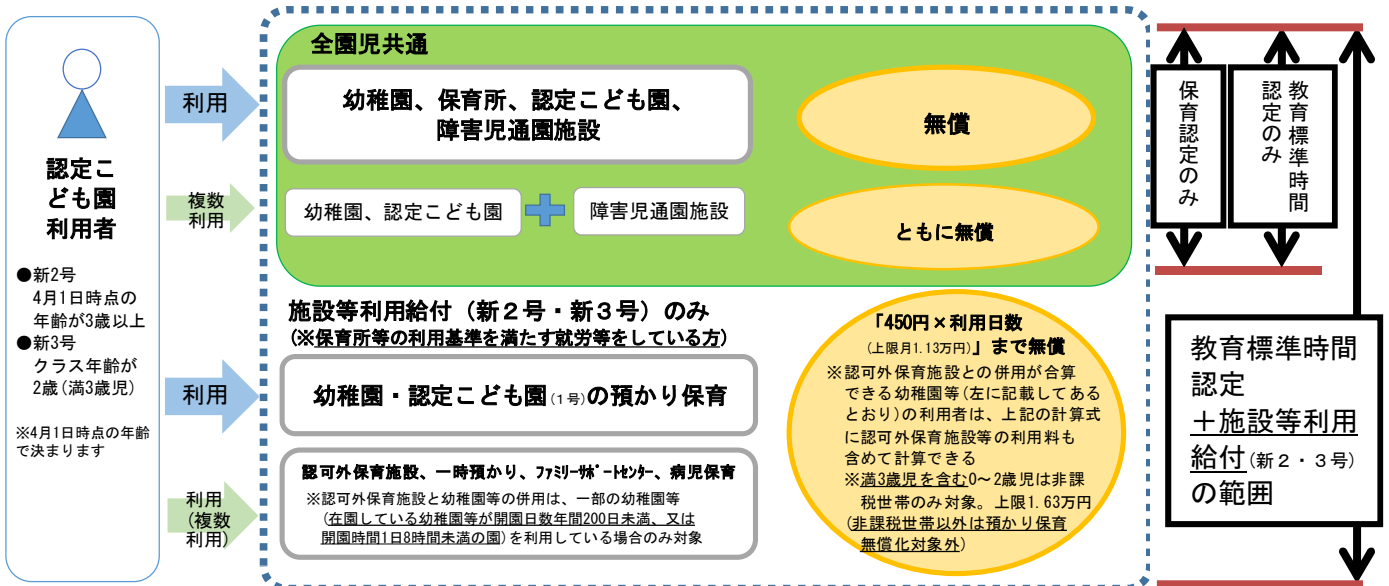 認定こ
ども園
利用者
●新2号
4月1日時点の
年齢が3歳以上
●新3号
クラス年齢が
2歳(満3歳児)
※4月1日時点の年齢
で決まります
利用
複数
利用
利用
利用
(複数
利用)
全園児共通
幼稚園、保育所、認定こども園、
障害児通園施設
無償
幼稚園、認定こども園
障害児通園施設
ともに無償
施設等利用給付（新２号・新３号）のみ
(※保育所等の利用基準を満たす就労等をしている方)
幼稚園・認定こども園(１号)の預かり保育
認可外保育施設、一時預かり、ﾌｧﾐﾘｰｻﾎﾟｰﾄｾﾝﾀｰ、病児保育
※認可外保育施設と幼稚園等の併用は、一部の幼稚園等
(在園している幼稚園等が開園日数年間200日未満、又は
開園時間1日8時間未満の園)を利用している場合のみ対象
「450円×利用日数
(上限月1.13万円)」まで無償
※認可外保育施設との併用が合算
できる幼稚園等(左に記載してある
とおり)の利用者は、上記の計算式
に認可外保育施設等の利用料も
含めて計算できる
※満3歳児を含む0～2歳児は非課
税世帯のみ対象。上限1.63万円
(非課税世帯以外は預かり保育
無償化対象外)
保育認定のみ
教育標準時間
認定のみ
教育標準時間
認定
＋施設等利用
給付(新２・３号)
の範囲